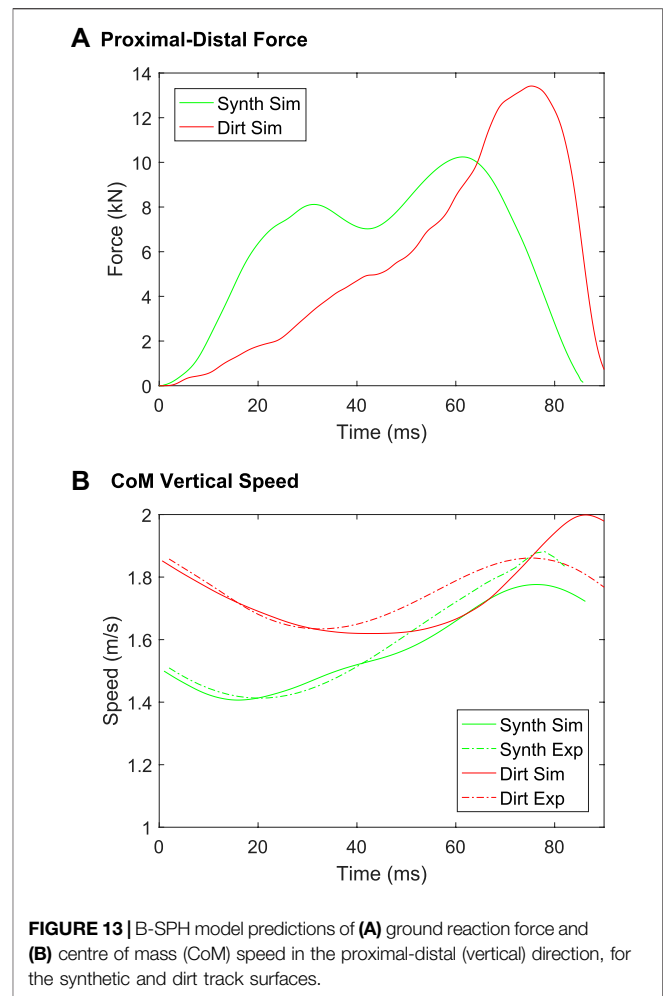 A Proximal-Distal Force
14
12
10
8
6
4
2
0
Force (kN)
Synth Sim
Dirt Sim
0 20 40 60 80
Time (ms)
B CoM Vertical Speed
2
1.8
1.6
1.4
1.2
1
Speed (m/s)
Synth Sim
Synth Exp
Dirt Sim
Dirt Exp
0 20 40 60 80
Time (ms)
FIGURE 13 | B-SPH model predictions of (A) ground reaction force and
(B) centre of mass (CoM) speed in the proximal-distal (vertical) direction, for
the synthetic and dirt track surfaces.